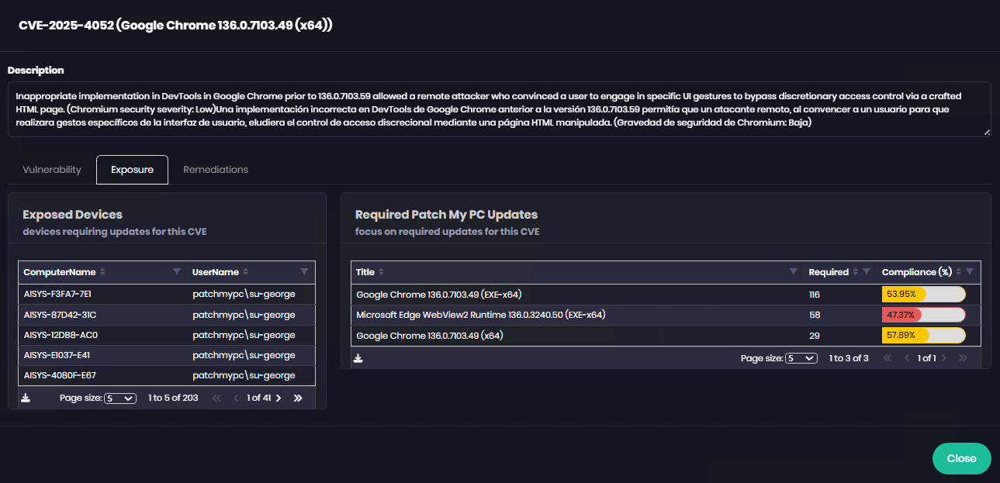 CVE-2025-4052 (Google Chrome 136.0.7103.49 (x64))
Description
Inappropriate implementation in DevTools in Google Chrome prior to 136.0.7103.59 allowed a remote attacker who convinced a user to engage in specific UI gestures to bypass discretionary access control via a crafted
HTML page. (Chromium security severity: Low)Una implementación incorrecta en DevTools de Google Chrome anterior a la versión 136.0.7103.59 permitía que un atacante remoto, al convencer a un usuario para que
realizara gestos específicos de la interfaz de usuario, eludiera el control de acceso discrecional mediante una página HTML manipulada. (Gravedad de seguridad de Chromium: Baja)
Vulnerability Exposure Remediations
Exposed Devices
devices requiring updates for this CVE
ComputerName UserName
AISYS-F3FA7-7E1 patchmypc\su-george
AISYS-87D42-31C patchmypc\su-george
AISYS-12DB8-AC0 patchmypc\su-george
AISYS-E1037-E41 patchmypc\su-george
AISYS-4080F-E67 patchmypc\su-george
Page size: 5 1 to 5 of 203 1 of 41
Required Patch My PC Updates
focus on required updates for this CVE
Title Required Compliance (%)
Google Chrome 136.0.7103.49 (EXE-x64) 116 53.95%
Microsoft Edge WebView2 Runtime 136.0.3240.50 (EXE-x64) 58 47.37%
Google Chrome 136.0.7103.49 (x64) 29 57.89%
Page size: 5 1 to 3 of 3 1 of 1
Close